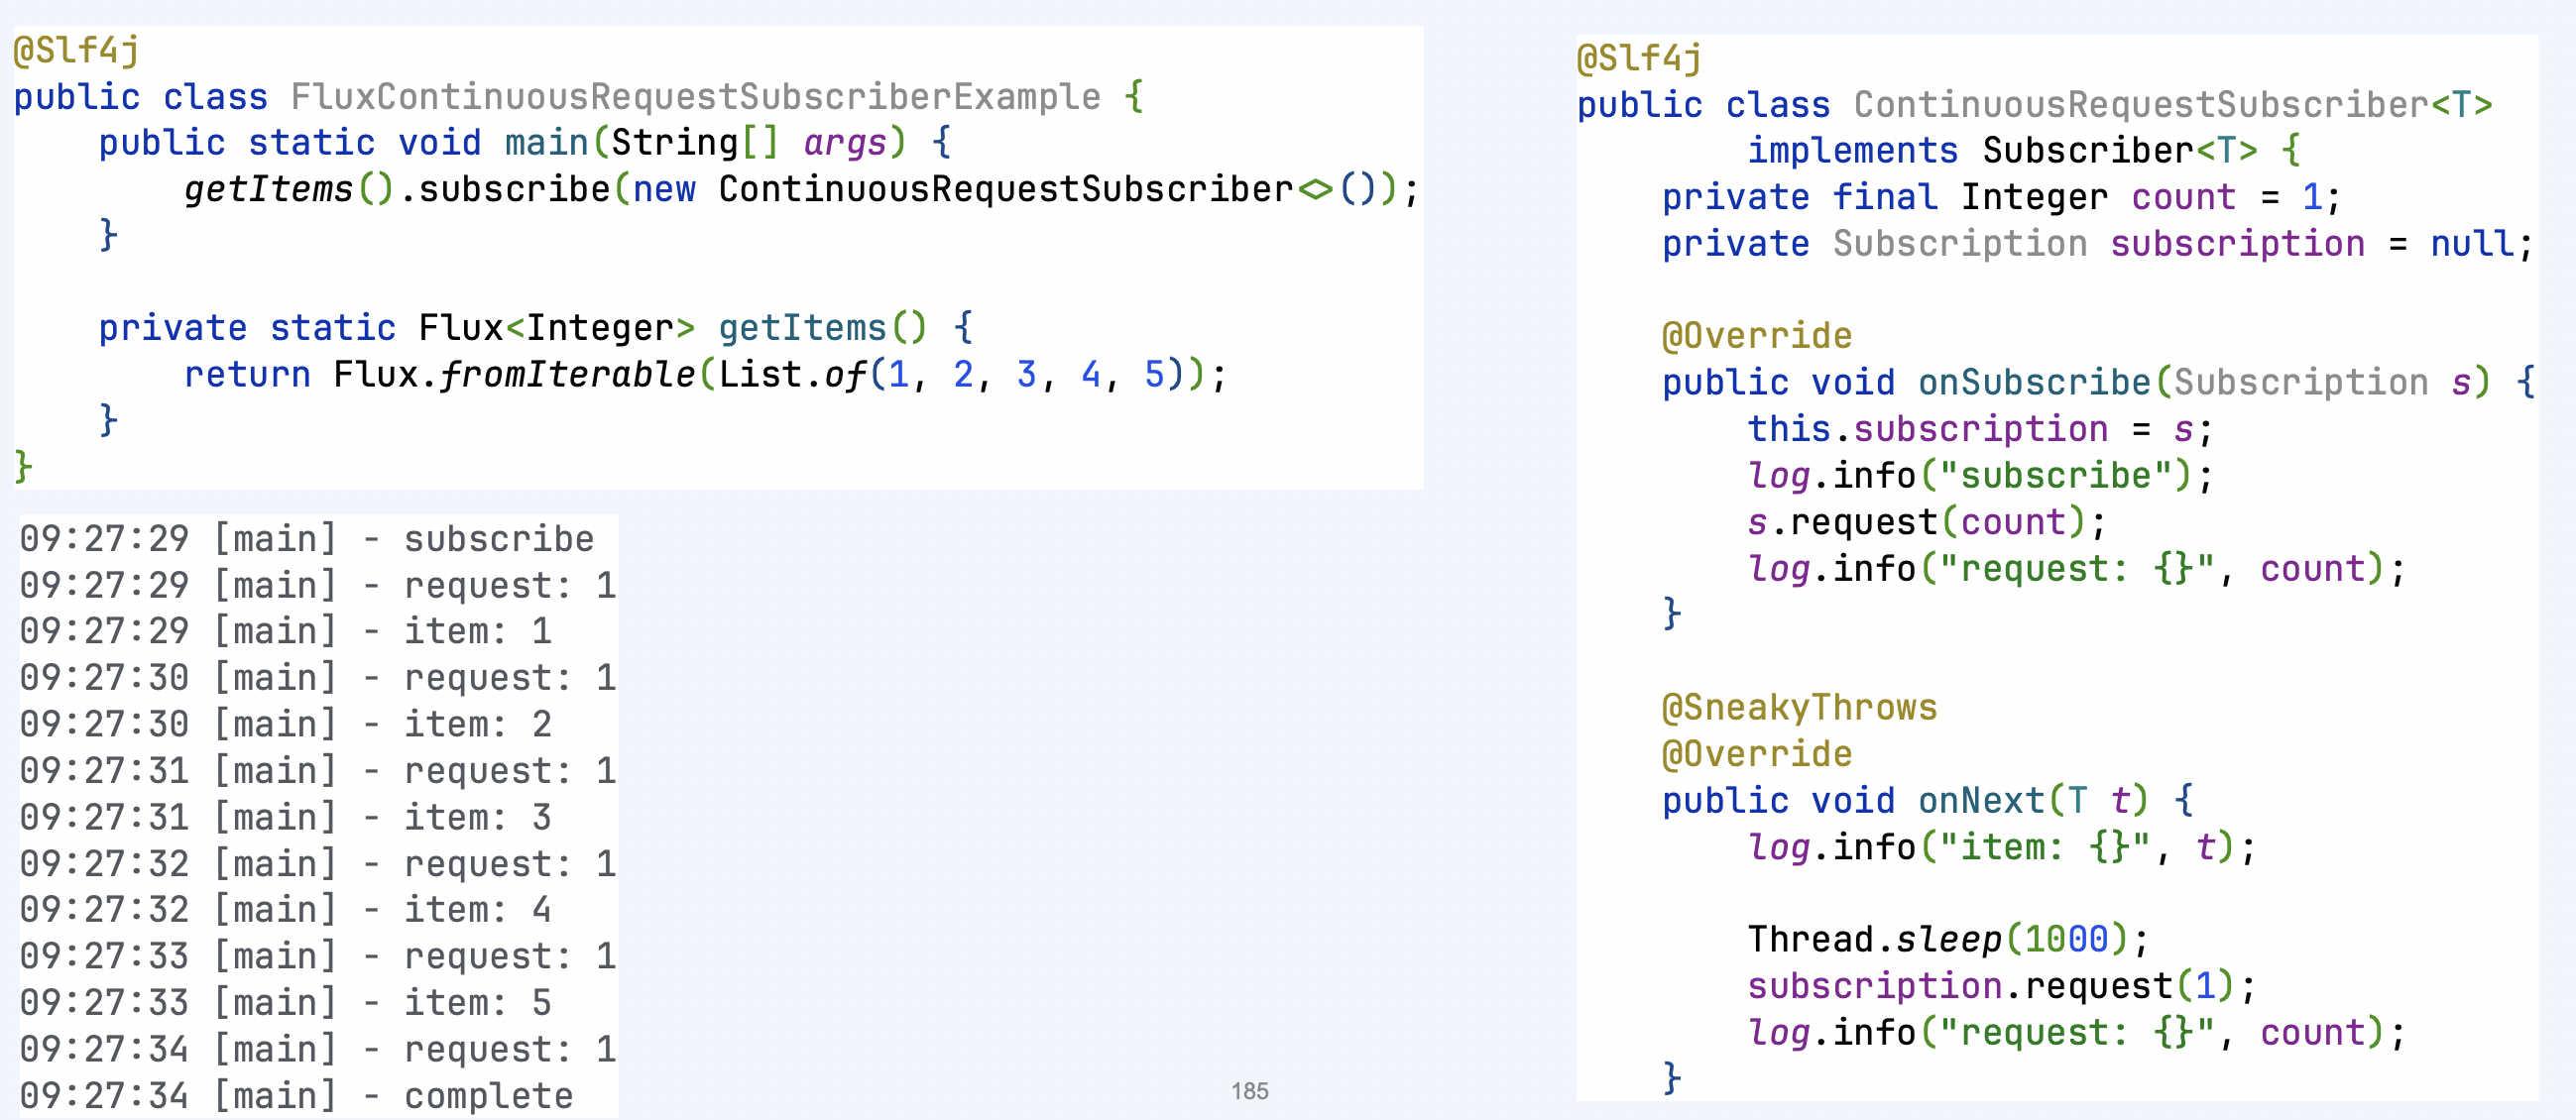 @Slf4j
public class FluxContinuousRequestSubscriberExample {
    public static void main(String[] args) {
        getItems().subscribe(new ContinuousRequestSubscriber<>());
    }

    private static Flux<Integer> getItems() {
        return Flux.fromIterable(List.of(1, 2, 3, 4, 5));
    }
}
09:27:29 [main] - subscribe
09:27:29 [main] - request: 1
09:27:29 [main] - item: 1
09:27:30 [main] - request: 1
09:27:30 [main] - item: 2
09:27:31 [main] - request: 1
09:27:31 [main] - item: 3
09:27:32 [main] - request: 1
09:27:32 [main] - item: 4
09:27:33 [main] - request: 1
09:27:33 [main] - item: 5
09:27:34 [main] - request: 1
09:27:34 [main] - complete
@Slf4j
public class ContinuousRequestSubscriber<T>
        implements Subscriber<T> {
    private final Integer count = 1;
    private Subscription subscription = null;

    @Override
    public void onSubscribe(Subscription s) {
        this.subscription = s;
        log.info("subscribe");
        s.request(count);
        log.info("request: {}", count);
    }

    @SneakyThrows
    @Override
    public void onNext(T t) {
        log.info("item: {}", t);

        Thread.sleep(1000);
        subscription.request(1);
        log.info("request: {}", count);
    }
185